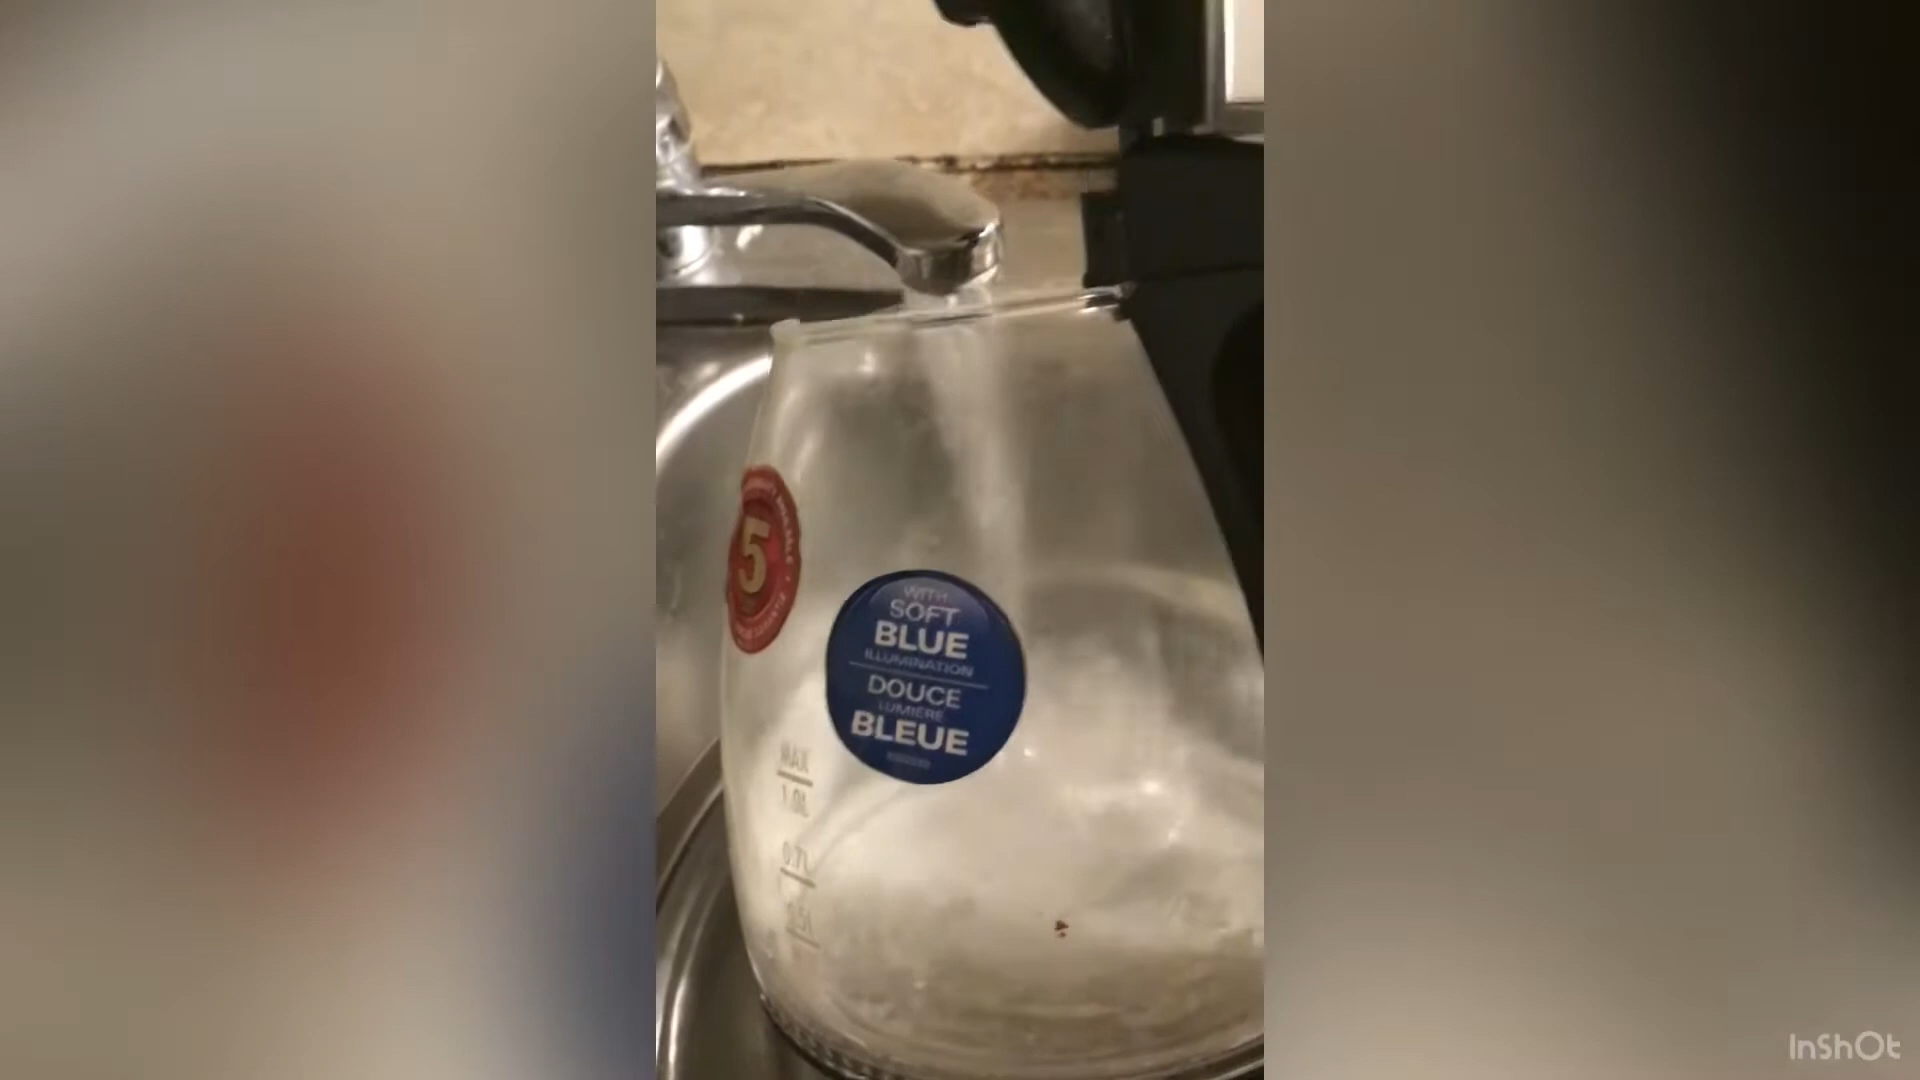 5
WITH
SOFT
BLUE
ILLUMINATION
DOUCE
LUMIÈRE
BLEUE
MAX
1.0L
0.7L
InShOt